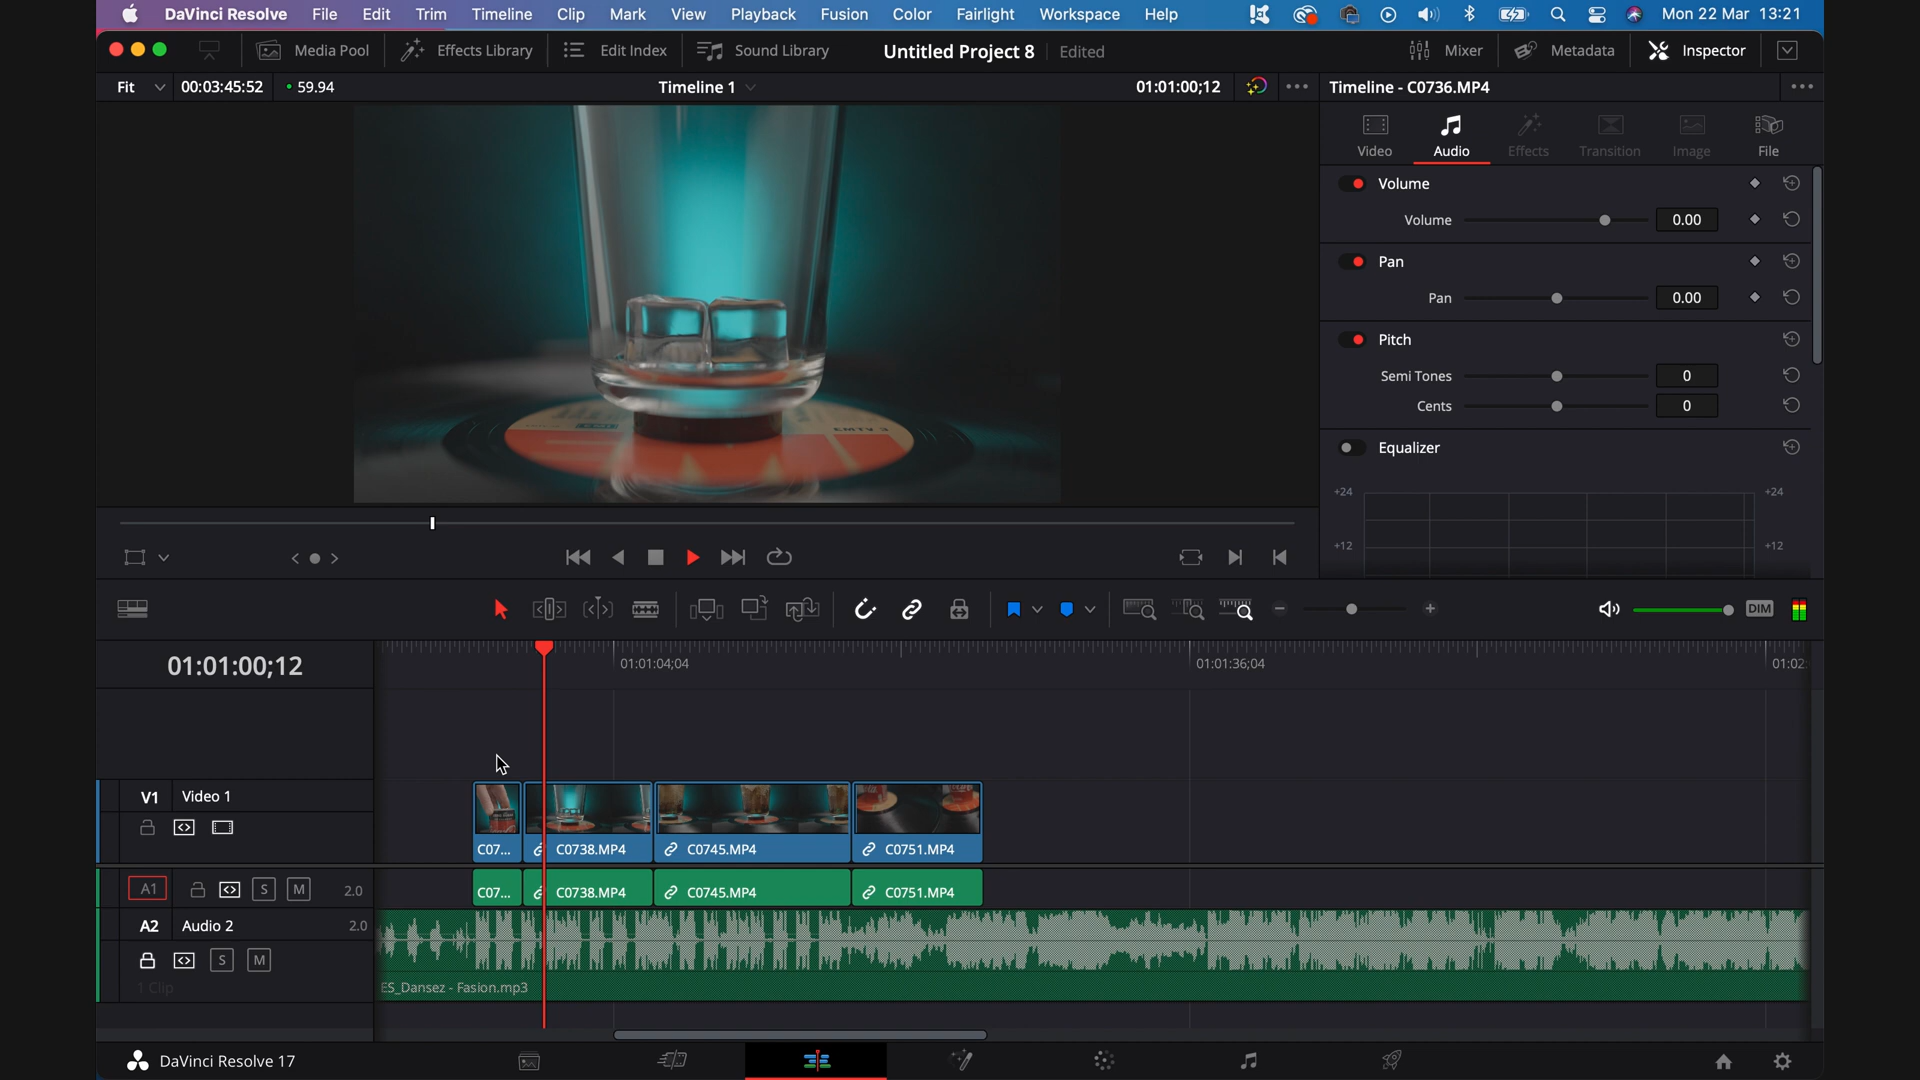 DaVinci Resolve File Edit Trim Timeline Clip Mark View Playback Fusion Color Fairlight Workspace Help Mon 22 Mar 13:21
Media Pool Effects Library Edit Index Sound Library Untitled Project 8 Edited Mixer Metadata Inspector
Fit 00:03:45:52 59.94 Timeline 1 01:01:00;12 Timeline - C0736.MP4
Video Audio Effects Transition Image File
Volume
Volume 0.00
Pan
Pan 0.00
Pitch
Semi Tones 0
Cents 0
Equalizer
+24 +24
+12 +12
EMTV 3
DIM
01:01:00;12
01:01:04;04 01:01:36;04 01:02:
V1 Video 1
C07... C0738.MP4 C0745.MP4 C0751.MP4
A1 S M 2.0
C07... C0738.MP4 C0745.MP4 C0751.MP4
A2 Audio 2 2.0
S M
1 Clip
ES_Dansez - Fasion.mp3
DaVinci Resolve 17